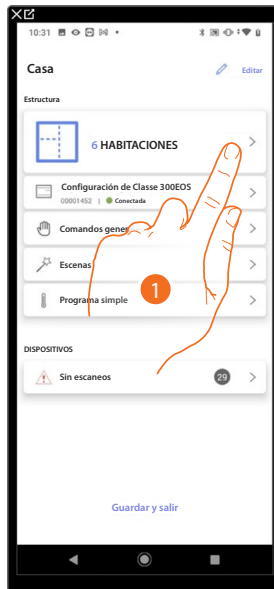 10:31
Casa
Editar
Estructura
6 HABITACIONES
Configuración de Classe 300EOS
00001452 | Conectada
Comandos gener
Escenas
1
Programa simple
DISPOSITIVOS
Sin escaneos 29
Guardar y salir